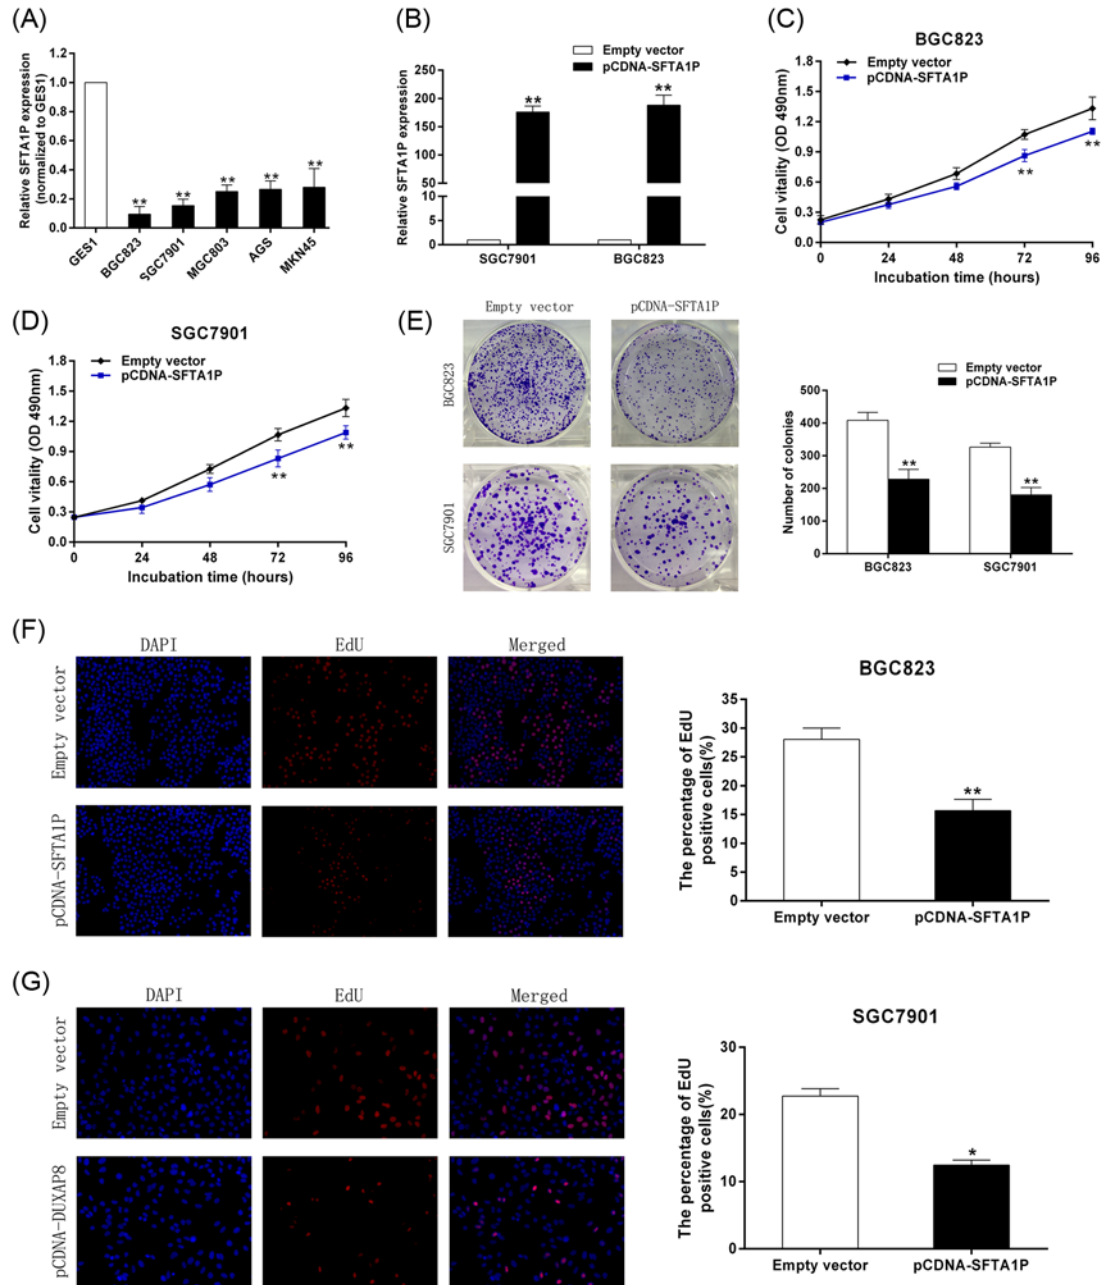 (A)
Relative SFTA1P expression
(normalized to GES1)
1.2
1.0
0.8
0.6
0.4
0.2
0.0
**
**
**
**
**
GES1
BGC823
SGC7901
MGC803
AGS
MKN45
(B)
Empty vector
pCDNA-SFTA1P
Relative SFTA1P expression
250
200
150
100
50
10
5
0
**
**
SGC7901
BGC823
(C)
BGC823
Empty vector
pCDNA-SFTA1P
Cell vitality (OD 490nm)
1.8
1.5
1.2
0.9
0.6
0.3
0.0
**
**
0
24
48
72
96
Incubation time (hours)
(D)
SGC7901
Empty vector
pCDNA-SFTA1P
Cell vitality (OD 490nm)
1.8
1.5
1.2
0.9
0.6
0.3
0.0
**
**
0
24
48
72
96
Incubation time (hours)
(E)
Empty vector
pCDNA-SFTA1P
BGC823
SGC7901
Empty vector
pCDNA-SFTA1P
Number of colonies
500
400
300
200
100
0
**
**
BGC823
SGC7901
(F)
DAPI
EdU
Merged
Empty vector
pCDNA-SFTA1P
BGC823
The percentage of EdU
positive cells(%)
35
30
25
20
15
10
5
0
**
Empty vector
pCDNA-SFTA1P
(G)
DAPI
EdU
Merged
Empty vector
pCDNA-DUXAP8
SGC7901
The percentage of EdU
positive cells(%)
30
20
10
0
*
Empty vector
pCDNA-SFTA1P